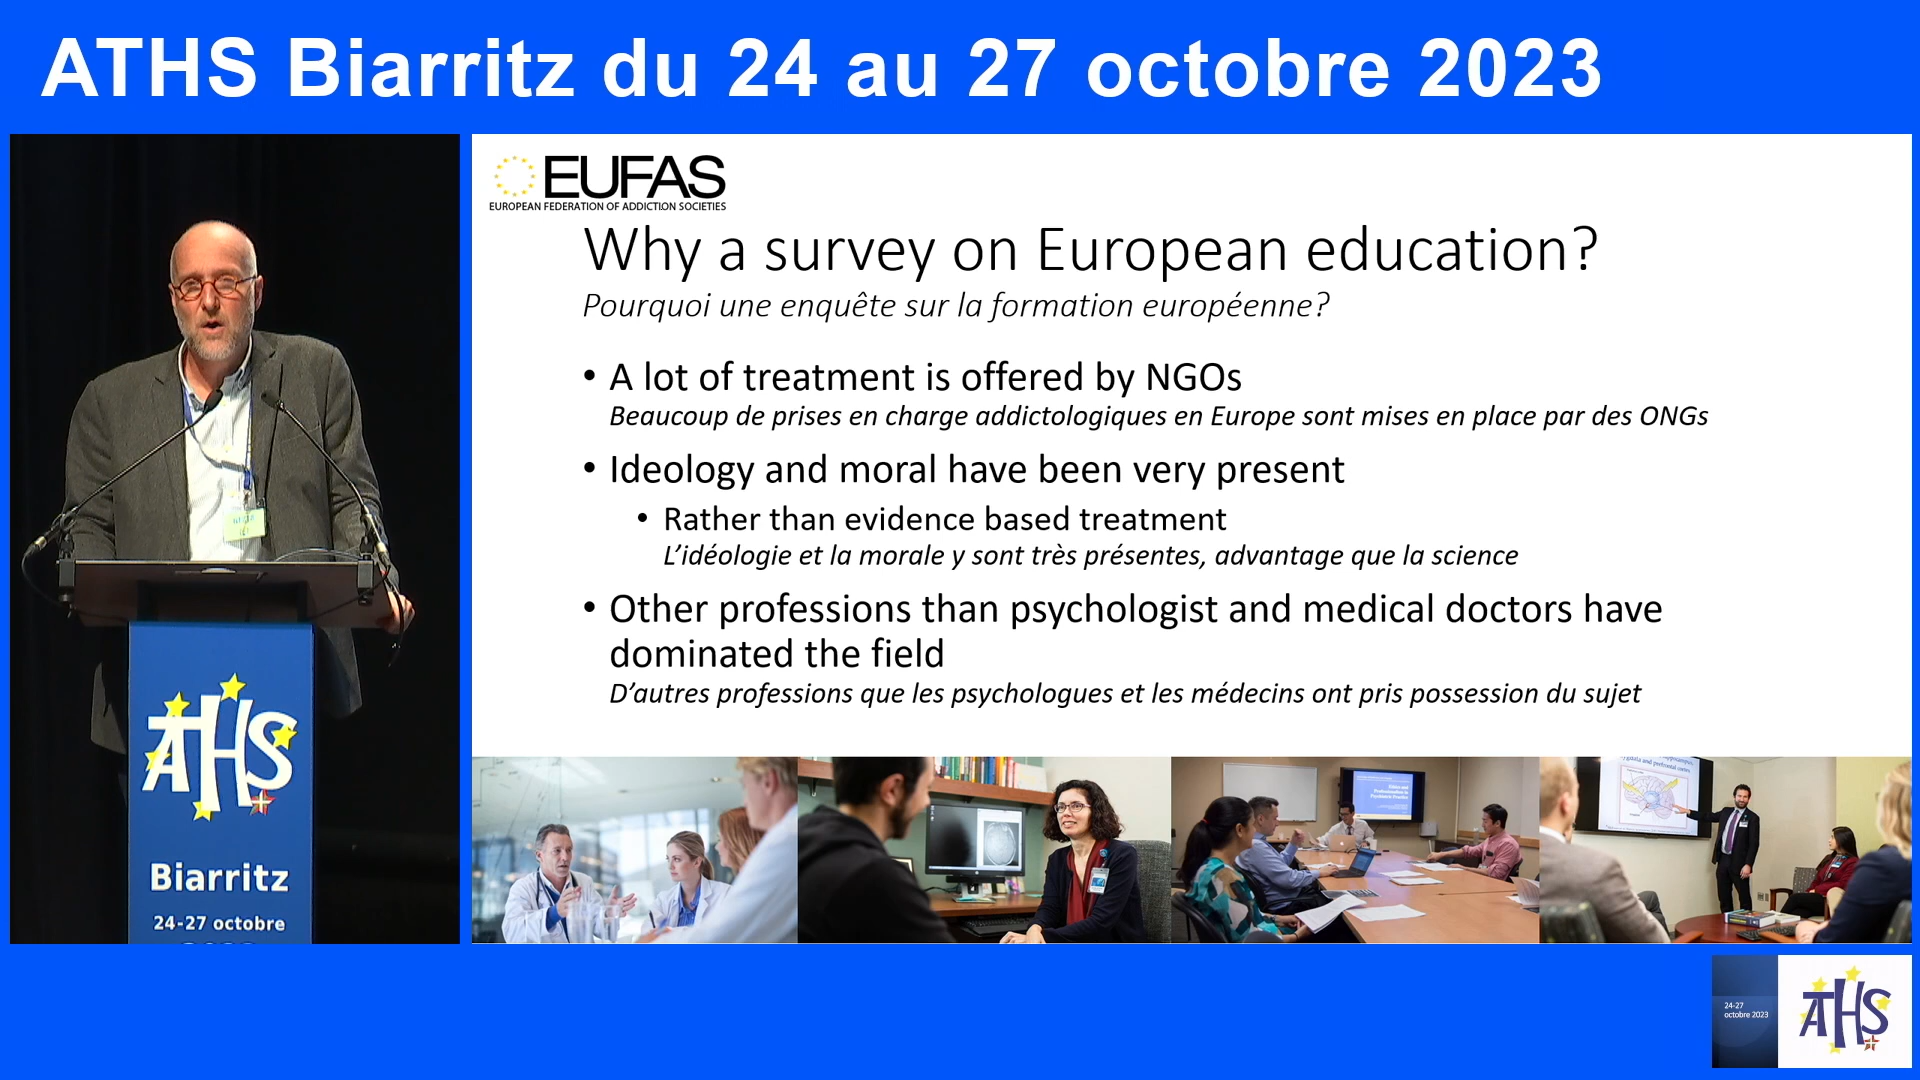 ATHS Biarritz du 24 au 27 octobre 2023
ATHS
Biarritz
24-27 octobre
EUFAS
EUROPEAN FEDERATION OF ADDICTION SOCIETIES
Why a survey on European education?
Pourquoi une enquête sur la formation européenne?
• A lot of treatment is offered by NGOs
Beaucoup de prises en charge addictologiques en Europe sont mises en place par des ONGs
• Ideology and moral have been very present
• Rather than evidence based treatment
L'idéologie et la morale y sont très présentes, advantage que la science
• Other professions than psychologist and medical doctors have
dominated the field
D'autres professions que les psychologues et les médecins ont pris possession du sujet
24-27
octobre 2023
ATHS